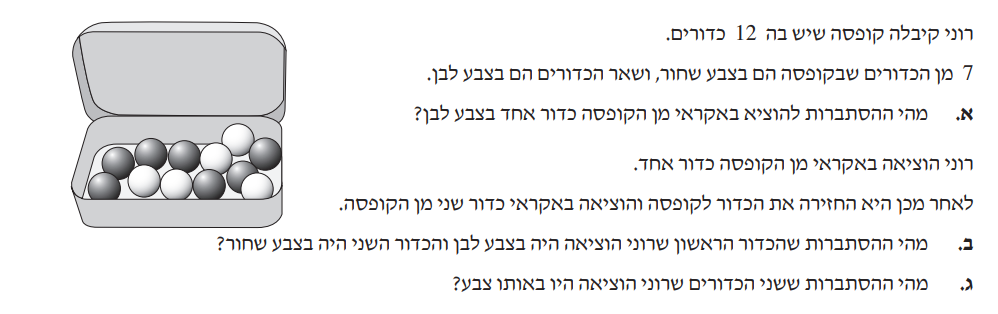 רוני קיבלה קופסה שיש בה 12 כדורים.
7 מן הכדורים שבקופסה הם בצבע שחור, ושאר הכדורים הם בצבע לבן.
א. מהי ההסתברות להוציא באקראי מן הקופסה כדור אחד בצבע לבן?
רוני הוציאה באקראי מן הקופסה כדור אחד.
לאחר מכן היא החזירה את הכדור לקופסה והוציאה באקראי כדור שני מן הקופסה.
ב. מהי ההסתברות שהכדור הראשון שרוני הוציאה היה בצבע לבן והכדור השני היה בצבע שחור?
ג. מהי ההסתברות ששני הכדורים שרוני הוציאה היו באותו צבע?